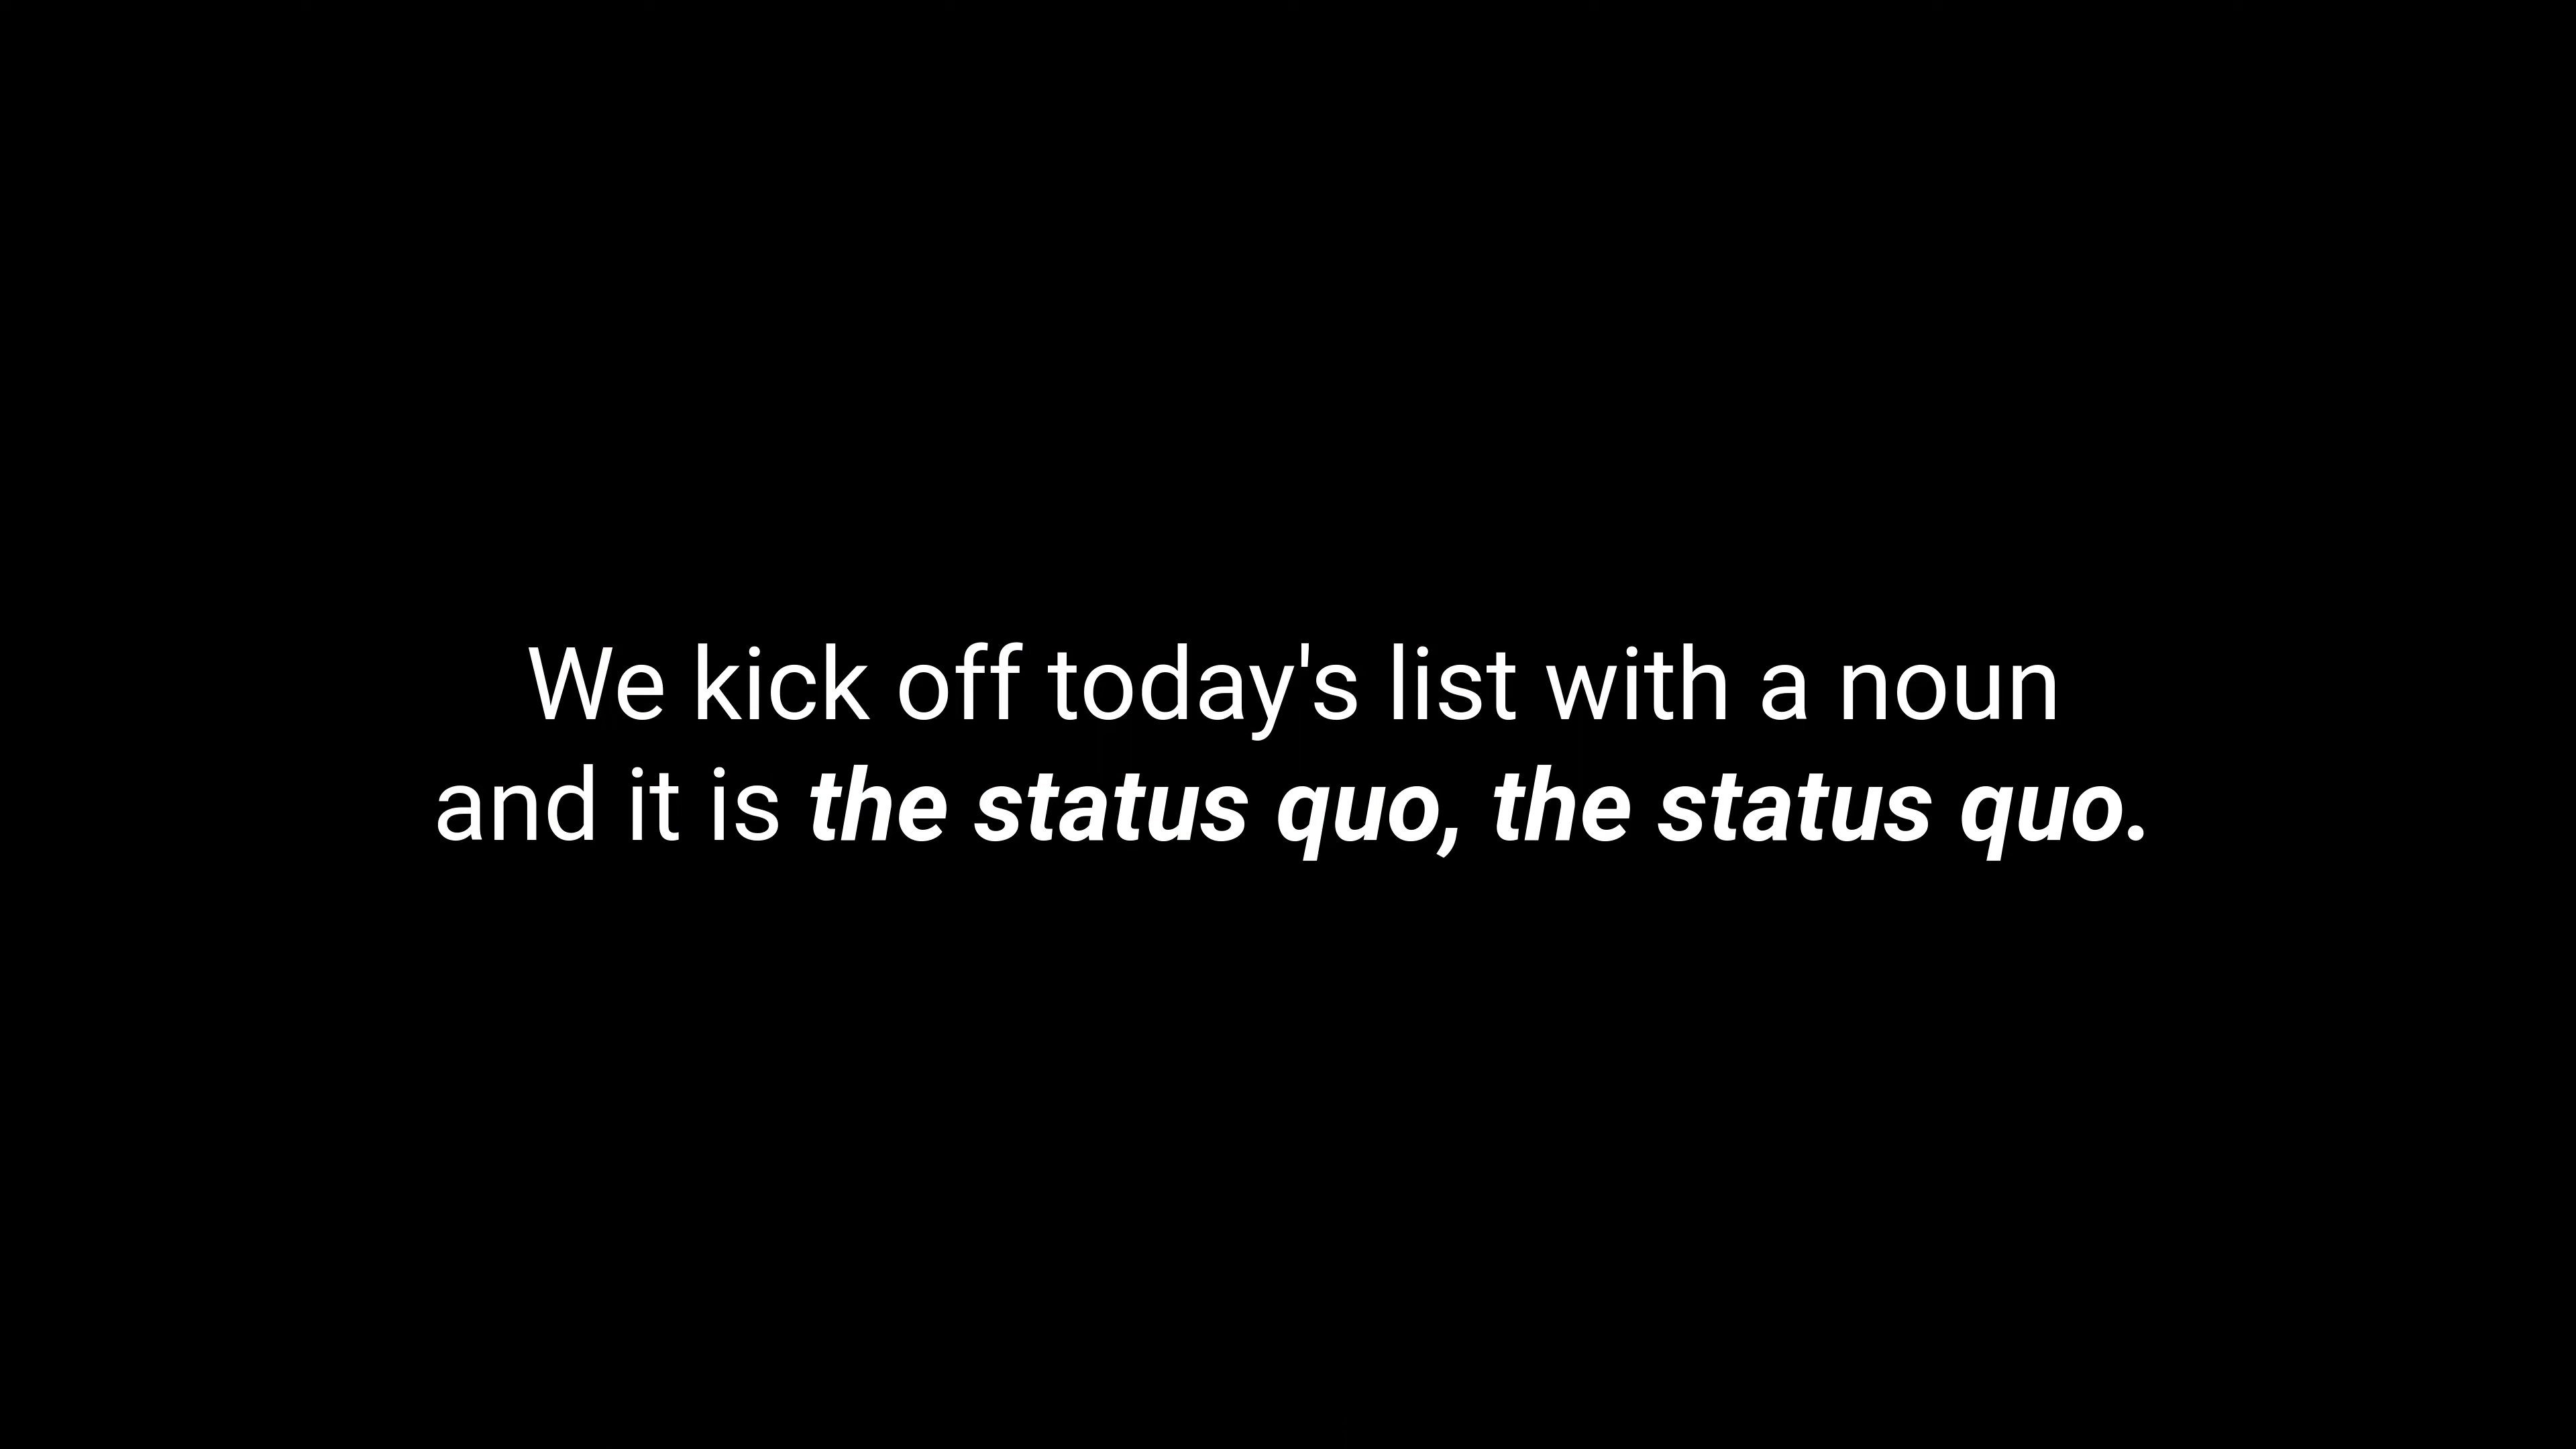 We kick off today's list with a noun
and it is the status quo, the status quo.